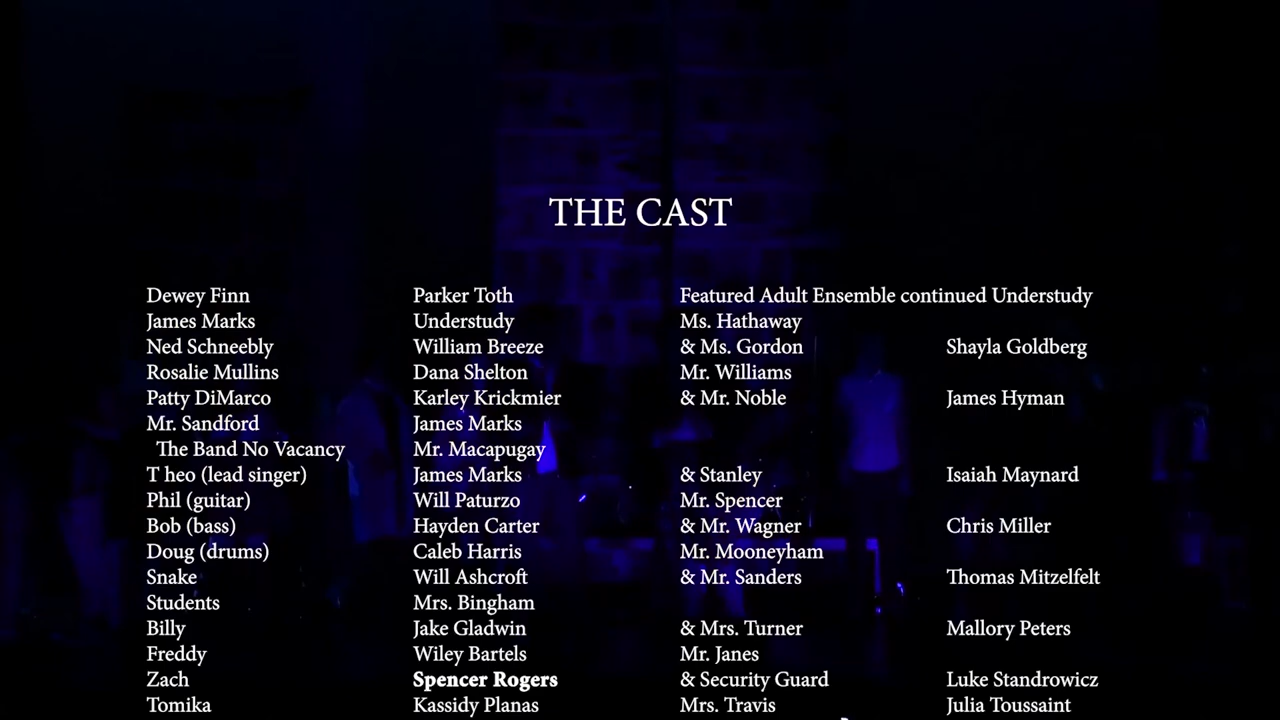 THE CAST
Dewey Finn Parker Toth Featured Adult Ensemble continued Understudy
James Marks Understudy Ms. Hathaway
Ned Schneebly William Breeze & Ms. Gordon Shayla Goldberg
Rosalie Mullins Dana Shelton Mr. Williams
Patty DiMarco Karley Krickmier & Mr. Noble James Hyman
Mr. Sandford James Marks
The Band No Vacancy Mr. Macapugay
T heo (lead singer) James Marks & Stanley Isaiah Maynard
Phil (guitar) Will Paturzo Mr. Spencer
Bob (bass) Hayden Carter & Mr. Wagner Chris Miller
Doug (drums) Caleb Harris Mr. Mooneyham
Snake Will Ashcroft & Mr. Sanders Thomas Mitzelfelt
Students Mrs. Bingham
Billy Jake Gladwin & Mrs. Turner Mallory Peters
Freddy Wiley Bartels Mr. Janes
Zach Spencer Rogers & Security Guard Luke Standrowicz
Tomika Kassidy Planas Mrs. Travis Julia Toussaint